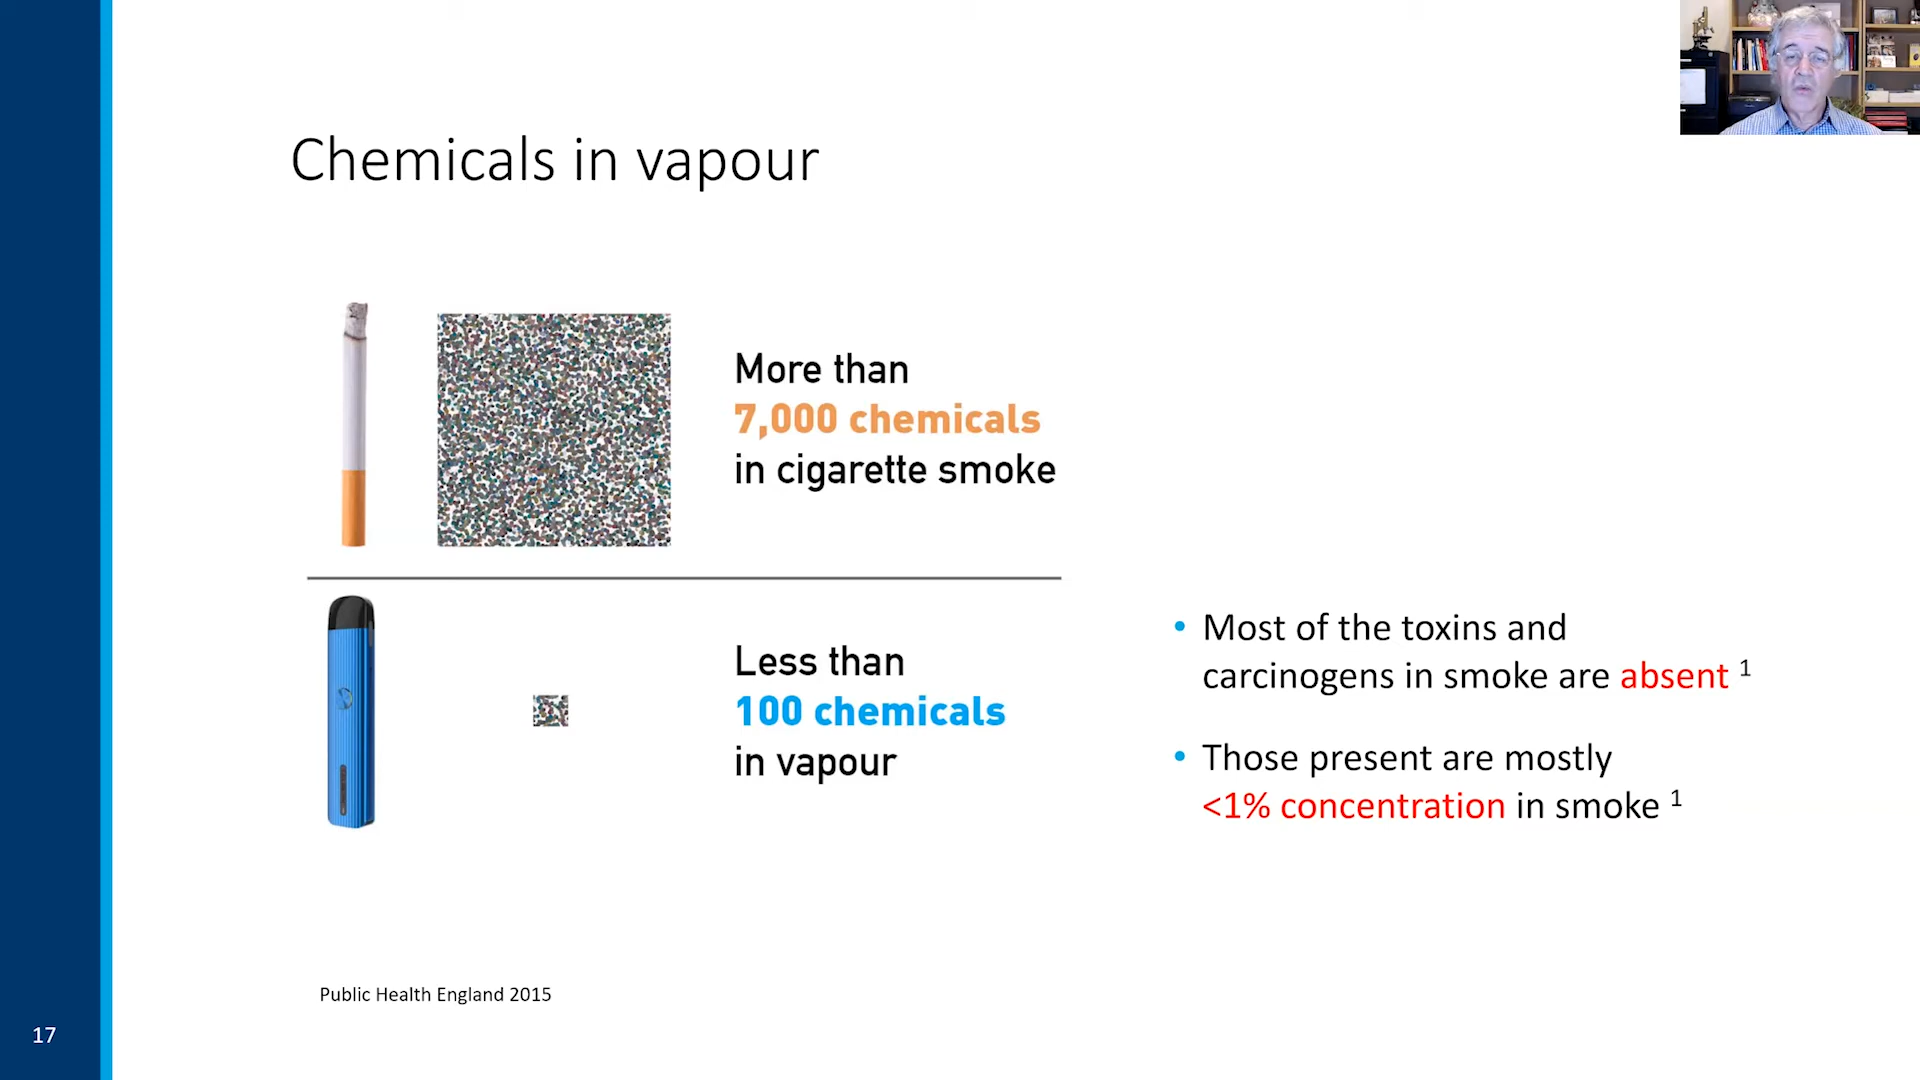 Chemicals in vapour
More than
7,000 chemicals
in cigarette smoke
Less than
100 chemicals
in vapour
• Most of the toxins and
carcinogens in smoke are absent 1
• Those present are mostly
<1% concentration in smoke 1
Public Health England 2015
17